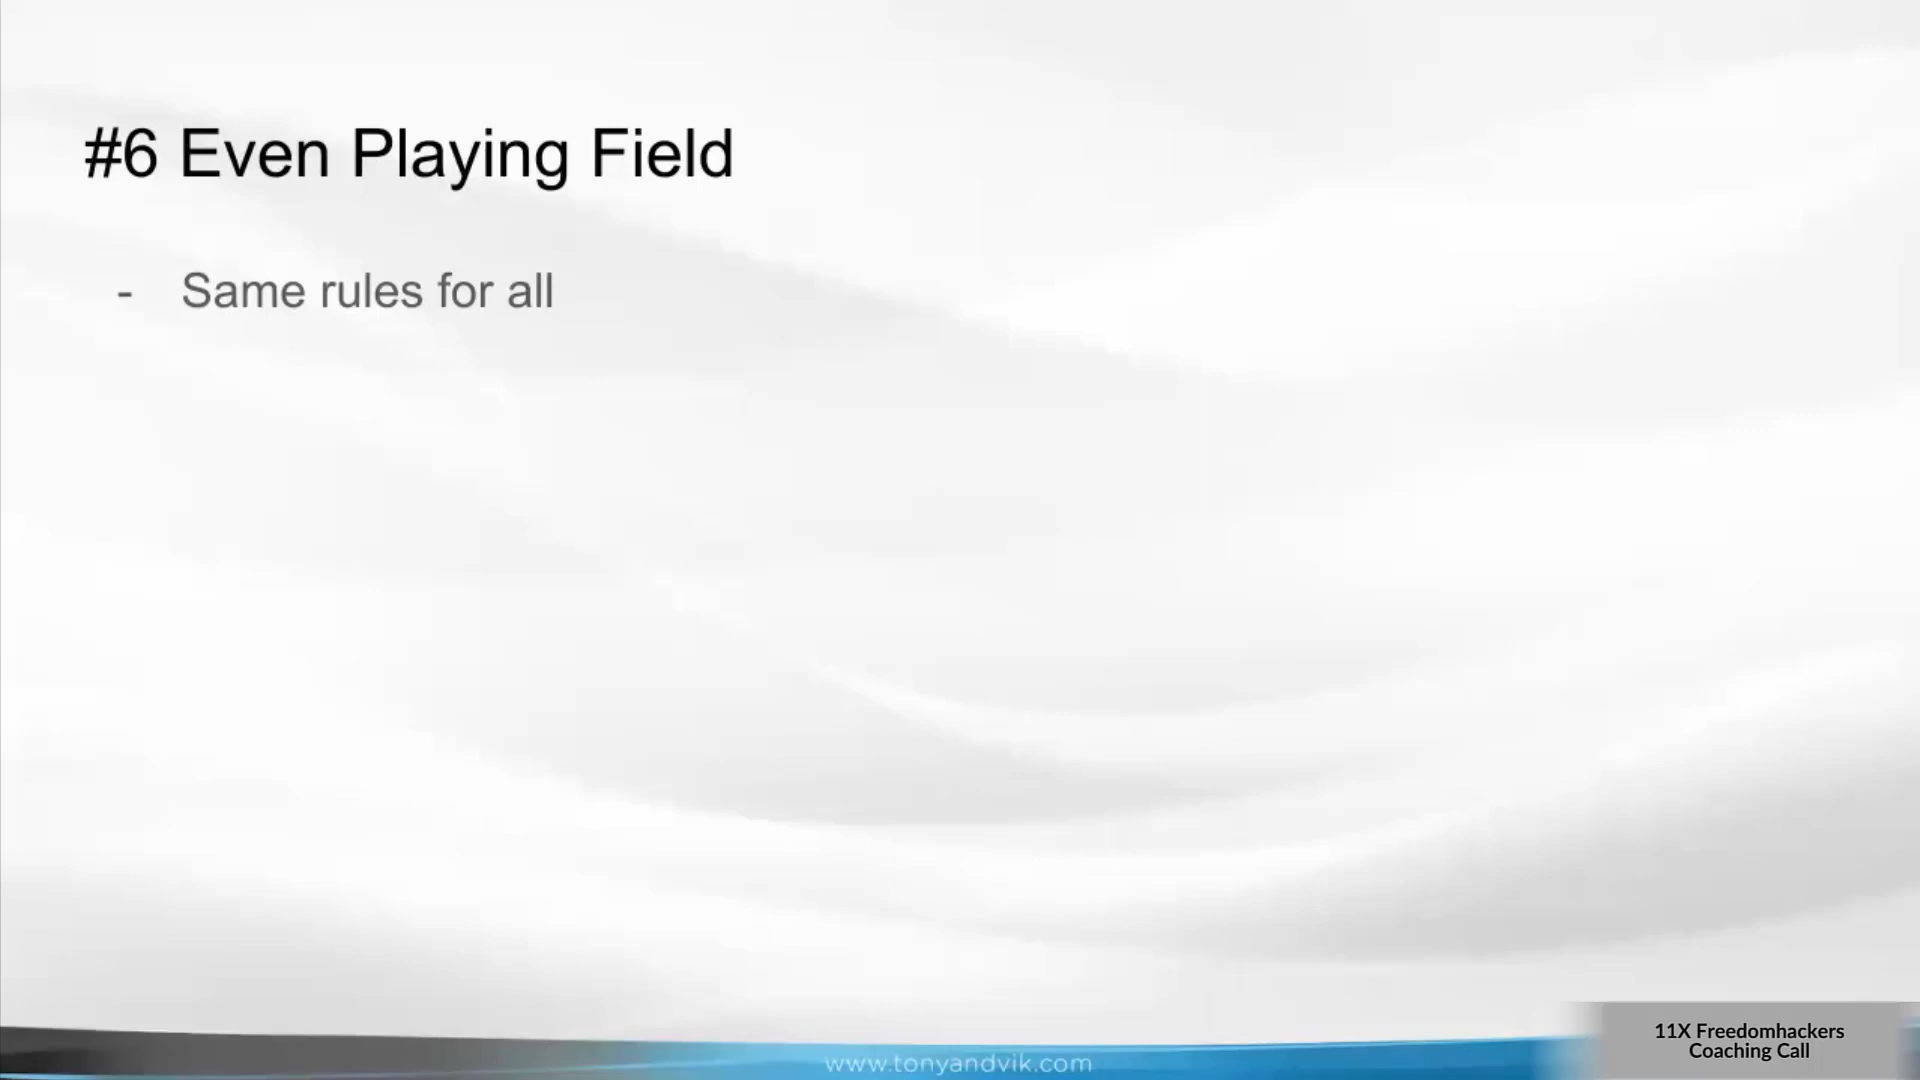 #6 Even Playing Field
- Same rules for all
www.tonyandvik.com
11X Freedomhackers
Coaching Call